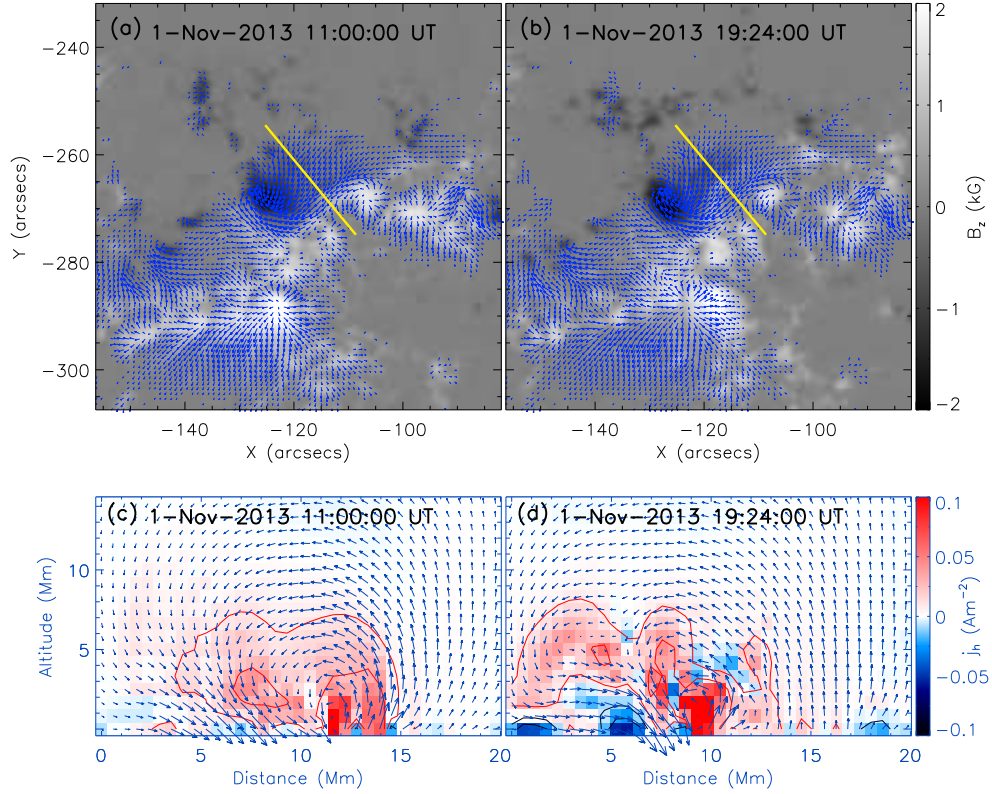 (a) 1-Nov-2013 11:00:00 UT
(b) 1-Nov-2013 19:24:00 UT
2
1
0
-1
-2
Bz (kG)
-240
-260
-280
-300
Y (arcsecs)
-140 -120 -100
-140 -120 -100
X (arcsecs)
X (arcsecs)
(c) 1-Nov-2013 11:00:00 UT
(d) 1-Nov-2013 19:24:00 UT
10
5
Altitude (Mm)
0.1
0.05
0
-0.05
-0.1
jh (Am-2)
0 5 10 15 20
0 5 10 15 20
Distance (Mm)
Distance (Mm)